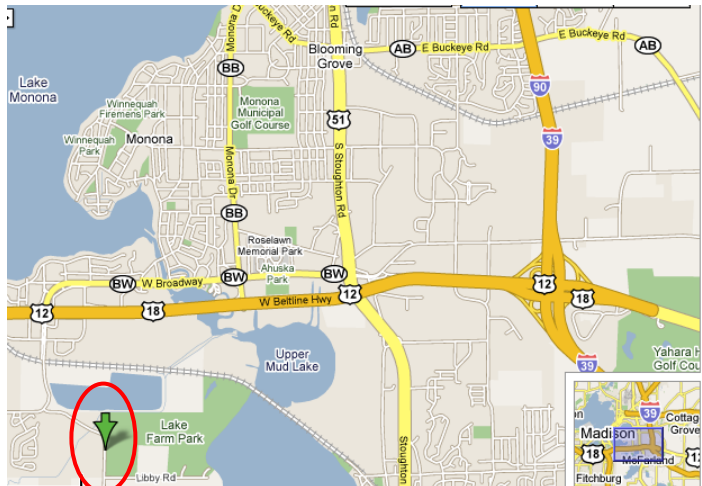 Monona D
Buckeye Rd
Blooming
Grove
AB
E Buckeye Rd
E Buckeye Rd
AB
BB
Lake
Monona
90
Winnequah
Firemens Park
Monona
Municipal
Golf Course
51
39
Winnequah
Park
Monona
Monona Dr
S Stoughton Rd
BB
Roselawn
Memorial Park
Ahuska
Park
BW
W Broadway
BW
BW
12
18
W Beltline Hwy
12
12
18
Upper
Mud Lake
39
Yahara
Golf Cou
Lake
Farm Park
Libby Rd
Stoughton
39
Cottag
Grove
Madison
18
McFarland
12
Fitchburg